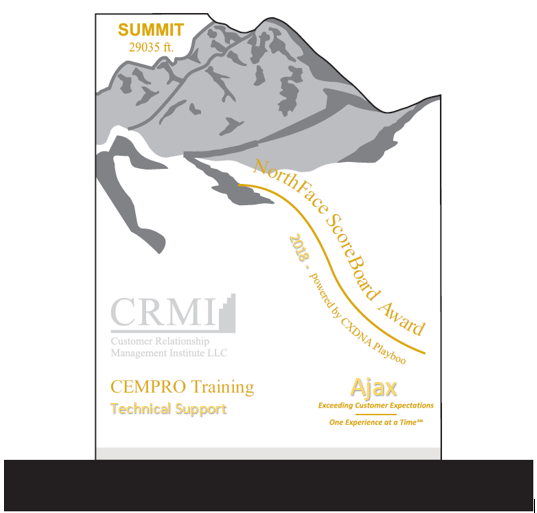 SUMMIT
29035 ft.
NorthFace ScoreBoard Award
2018 - powered by CXDNA Playboo
CRMI
Customer Relationship
Management Institute LLC
CEMPRO Training
Technical Support
Ajax
Exceeding Customer Expectations
One Experience at a Time℠